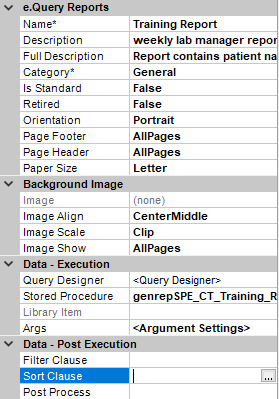 e.Query Reports
Name* Training Report
Description weekly lab manager repor
Full Description Report contains patient na
Category* General
Is Standard False
Retired False
Orientation Portrait
Page Footer AllPages
Page Header AllPages
Paper Size Letter
Background Image
Image (none)
Image Align CenterMiddle
Image Scale Clip
Image Show AllPages
Data - Execution
Query Designer <Query Designer>
Stored Procedure genrepSPE_CT_Training_R
Library Item
Args <Argument Settings>
Data - Post Execution
Filter Clause
Sort Clause ...
Post Process